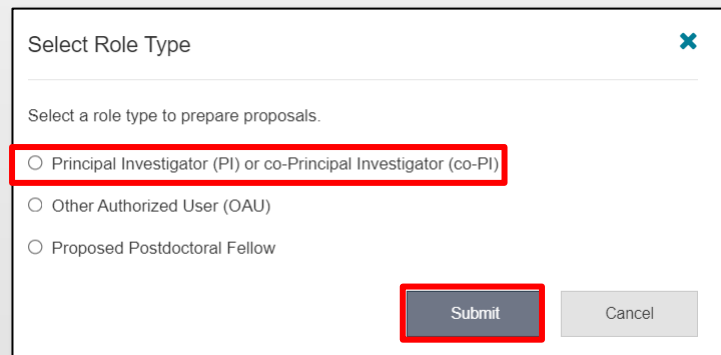 Select Role Type
Select a role type to prepare proposals.
Principal Investigator (PI) or co-Principal Investigator (co-PI)
Other Authorized User (OAU)
Proposed Postdoctoral Fellow
Submit
Cancel